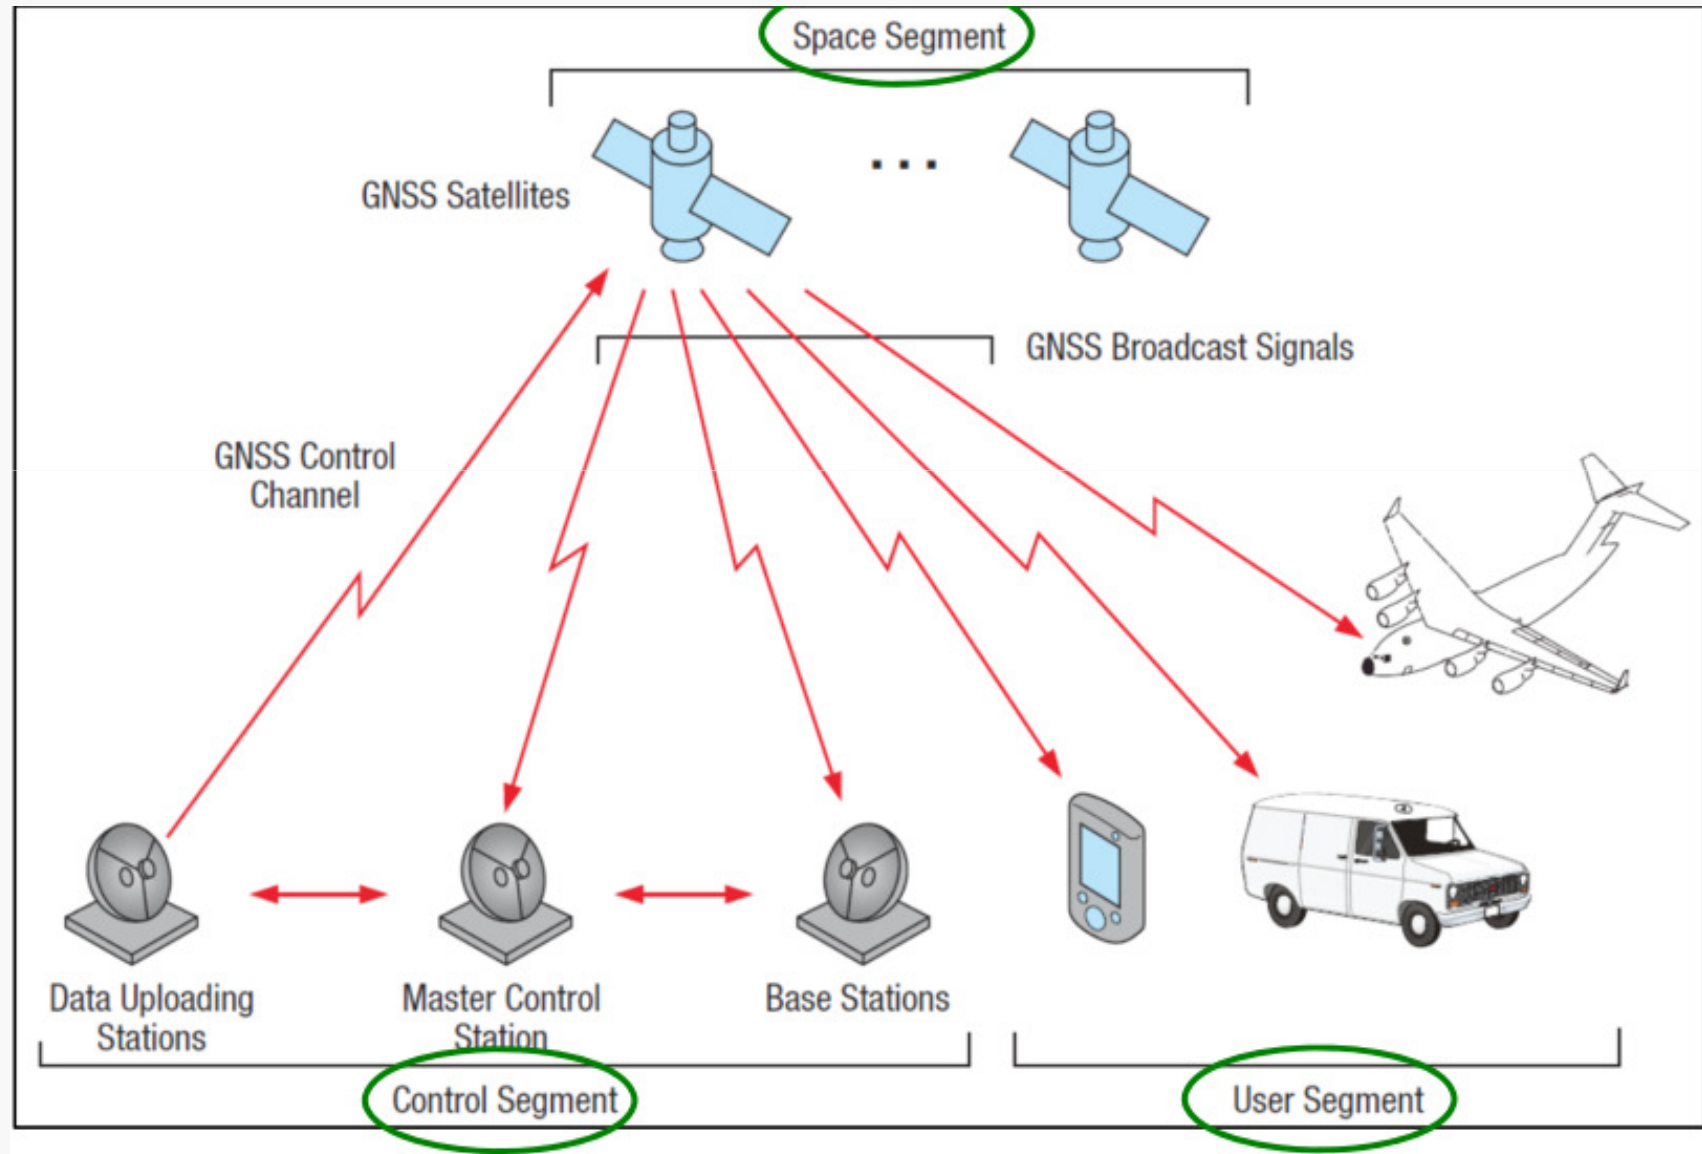 Space Segment
GNSS Satellites
GNSS Broadcast Signals
GNSS Control
Channel
Data Uploading
Stations
Master Control
Station
Base Stations
Control Segment
User Segment